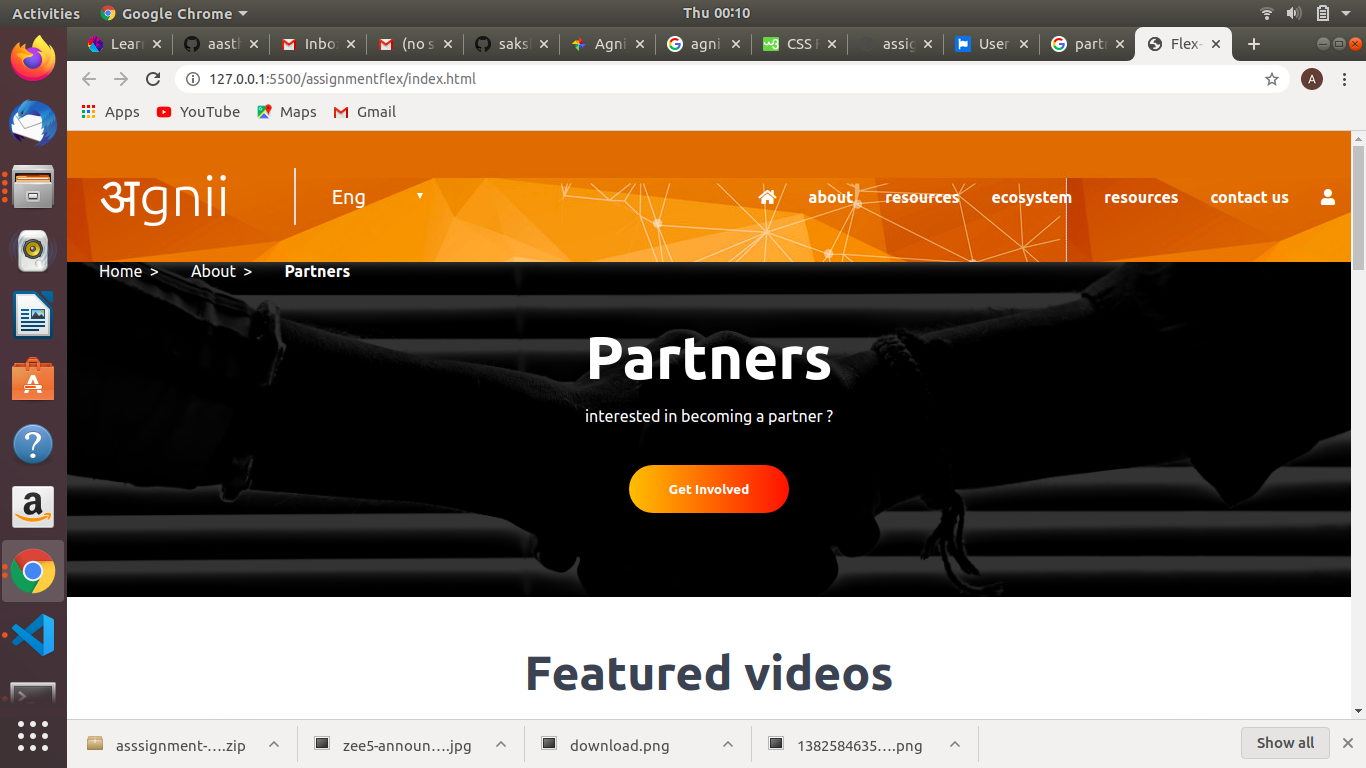 Activities Google Chrome Thu 00:10
Learn aasth Inbo (no s saks Agni agni CSS F assig User partn Flex-
127.0.0.1:5500/assignmentflex/index.html A
Apps YouTube Maps Gmail
अgnii Eng about resources ecosystem resources contact us
Home > About > Partners
Partners
interested in becoming a partner ?
Get Involved
Featured videos
asssignment-....zip zee5-announ....jpg download.png 1382584635....png Show all